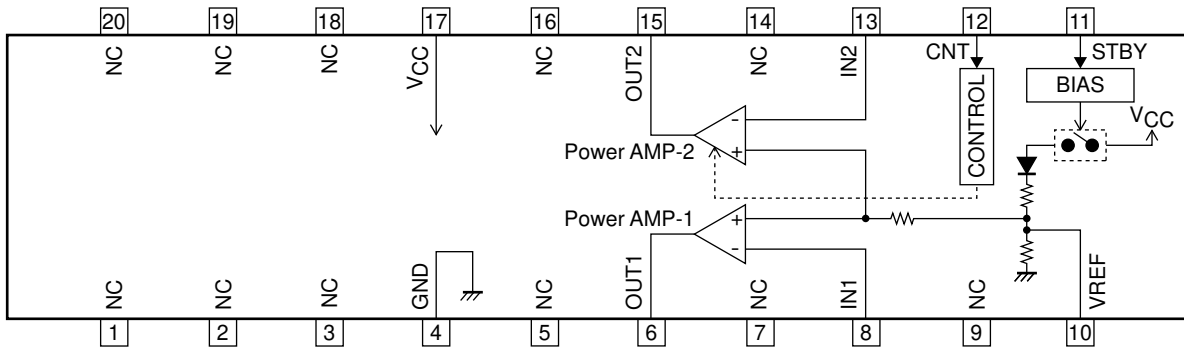 20 19 18 17 16 15 14 13 12 11
NC NC NC VCC NC OUT2 NC IN2 CNT STBY
BIAS
VCC
CONTROL
Power AMP-2
-
+
Power AMP-1
+
-
NC NC NC GND NC OUT1 NC IN1 NC VREF
1 2 3 4 5 6 7 8 9 10